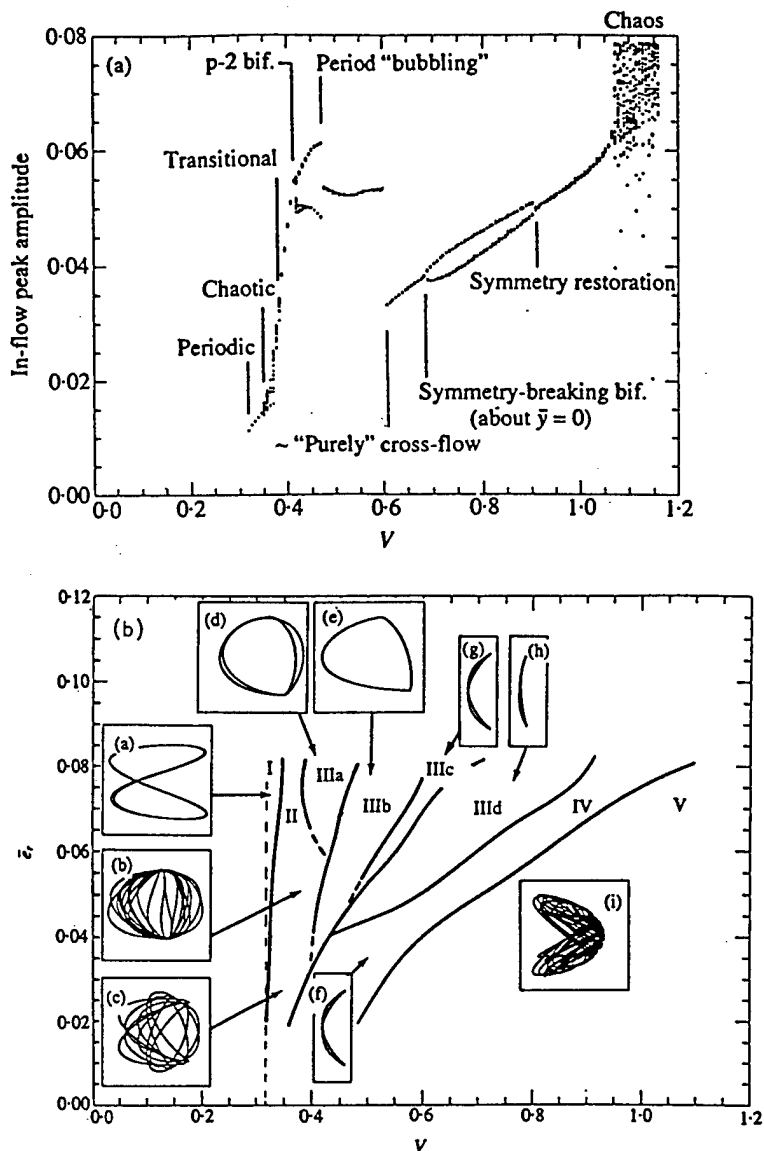 Chaos
(a)
p-2 bif.
Period "bubbling"
Transitional
Chaotic
Periodic
Symmetry restoration
Symmetry-breaking bif.
(about ȳ = 0)
~ "Purely" cross-flow
In-flow peak amplitude
0·08
0·06
0·04
0·02
0·00
0·0 0·2 0·4 0·6 0·8 1·0 1·2
V
(b)
(d)
(e)
(g)
(h)
(a)
I
II
IIIa
IIIb
IIIc
IIId
IV
V
(b)
(i)
(c)
(f)
ēᵣ
0·12
0·10
0·08
0·06
0·04
0·02
0·00
0·0 0·2 0·4 0·6 0·8 1·0 1·2
V